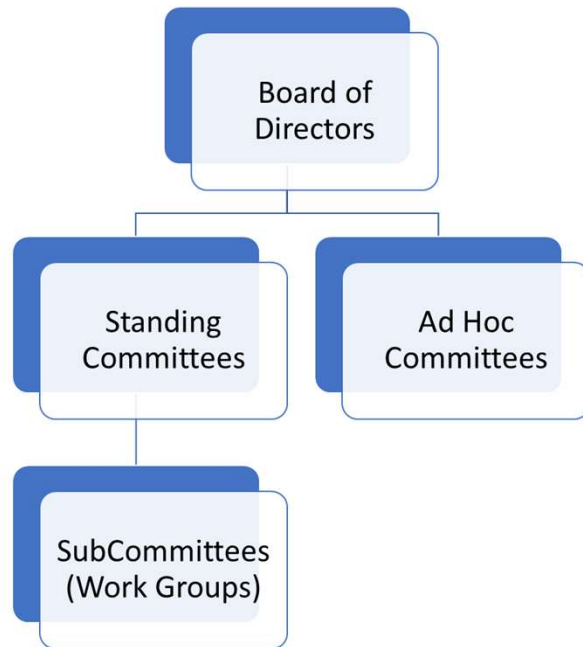 Board of
Directors
Standing
Committees
Ad Hoc
Committees
SubCommittees
(Work Groups)